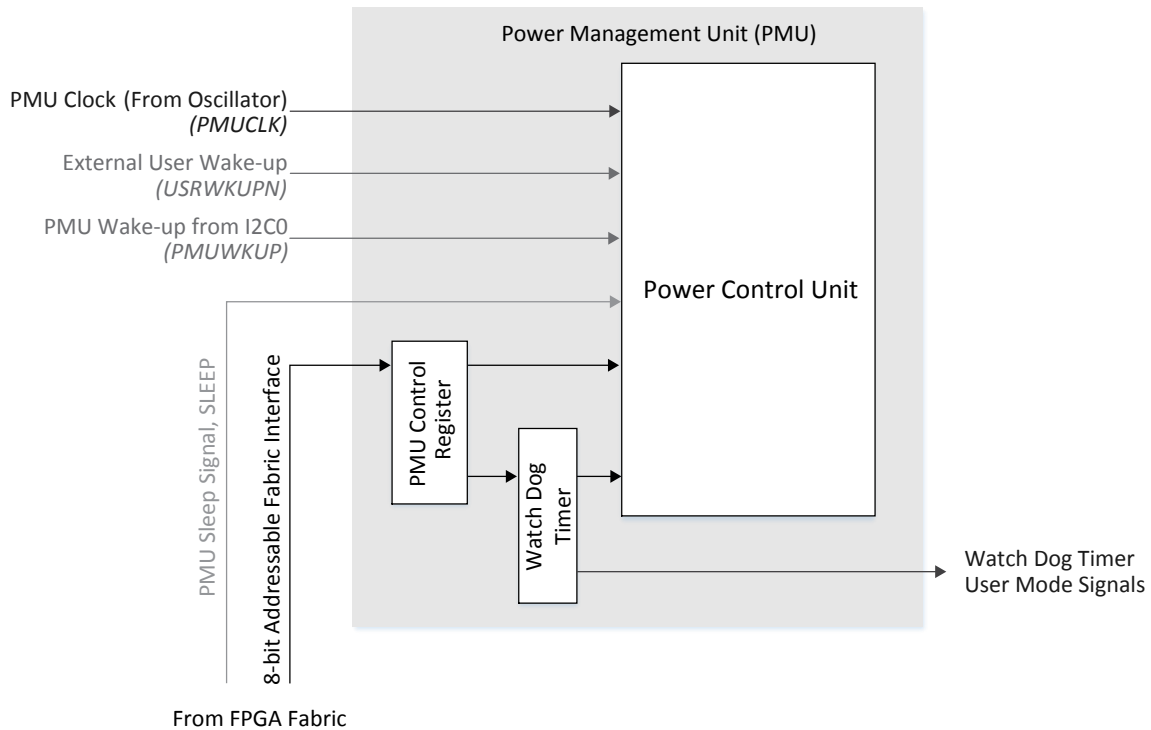 Power Management Unit (PMU)
PMU Clock (From Oscillator)
(PMUCLK)
External User Wake-up
(USRWKUPN)
PMU Wake-up from I2C0
(PMUWKUP)
Power Control Unit
PMU Sleep Signal, SLEEP
8-bit Addressable Fabric Interface
PMU Control
Register
Watch Dog
Timer
Watch Dog Timer
User Mode Signals
From FPGA Fabric